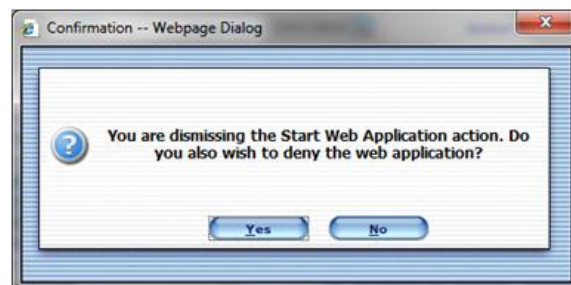 Confirmation -- Webpage Dialog
You are dismissing the Start Web Application action. Do
you also wish to deny the web application?
Yes
No